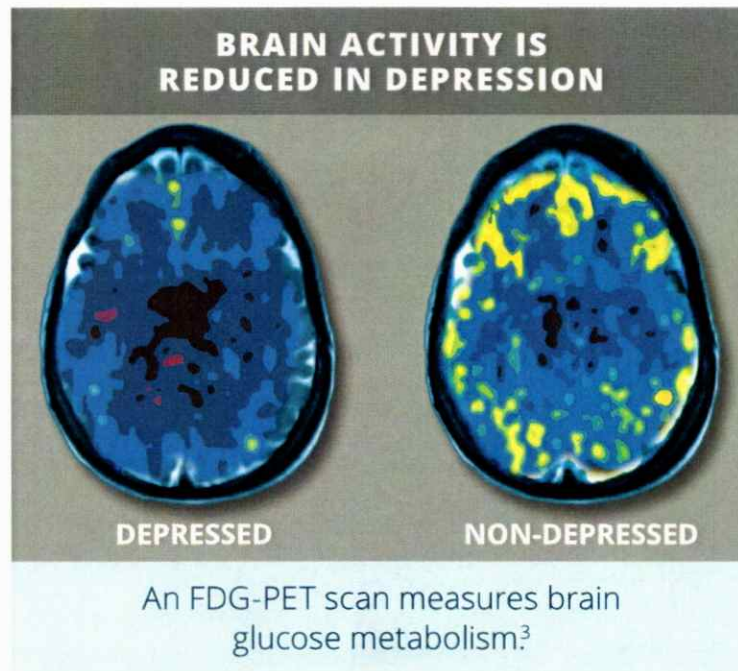 BRAIN ACTIVITY IS
REDUCED IN DEPRESSION
DEPRESSED
NON-DEPRESSED
An FDG-PET scan measures brain
glucose metabolism.³